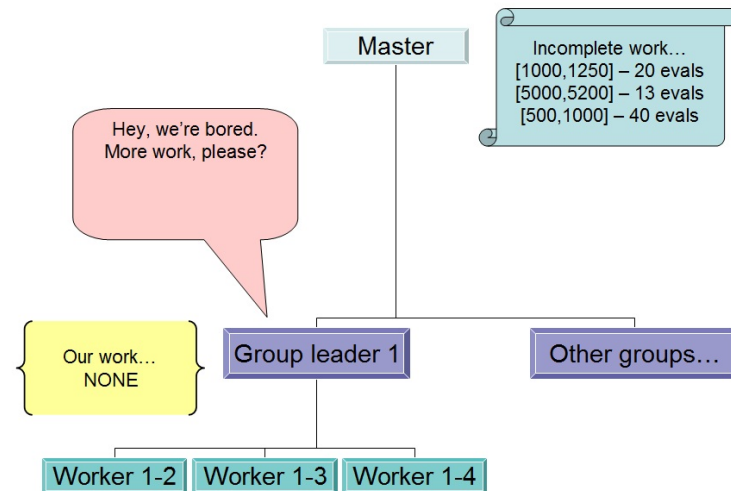 Master
Incomplete work…
[1000,1250] – 20 evals
[5000,5200] – 13 evals
[500,1000] – 40 evals
Hey, we're bored.
More work, please?
Our work…
NONE
Group leader 1
Other groups…
Worker 1-2
Worker 1-3
Worker 1-4